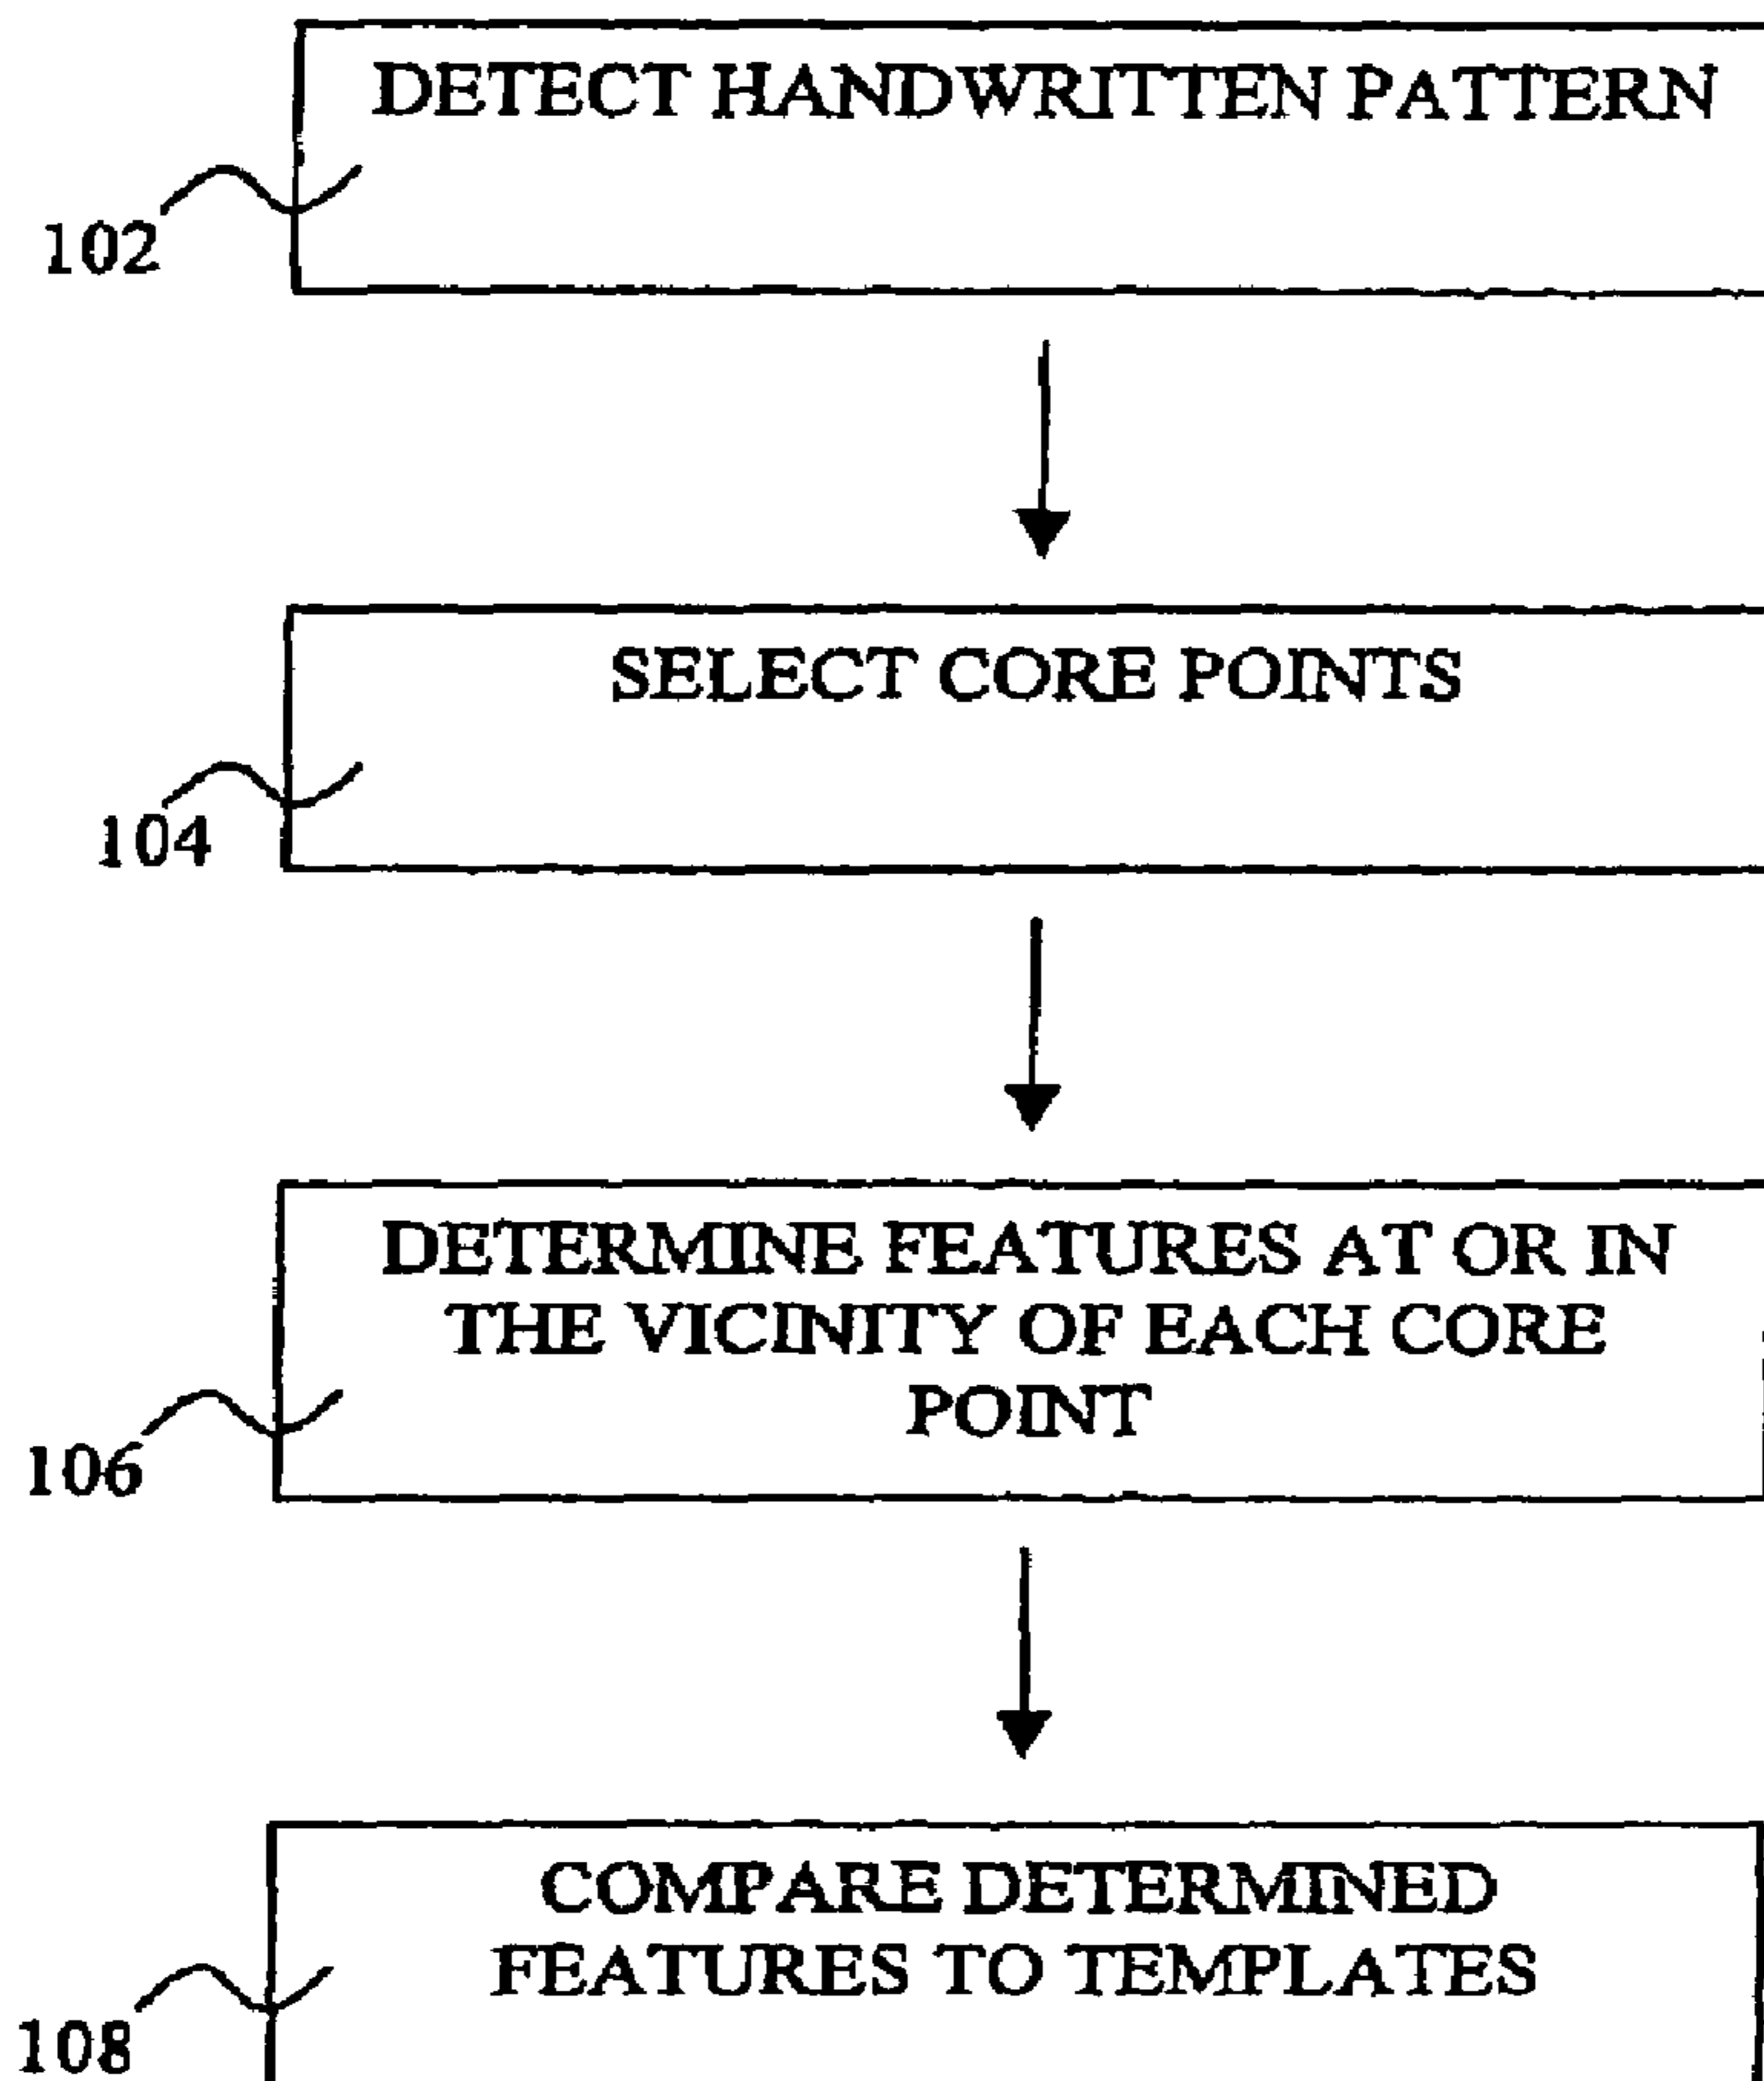 DETECT HANDWRITTEN PATTERN
102
SELECT CORE POINTS
104
DETERMINE FEATURES AT OR IN
THE VICINITY OF EACH CORE
POINT
106
COMPARE DETERMINED
FEATURES TO TEMPLATES
108